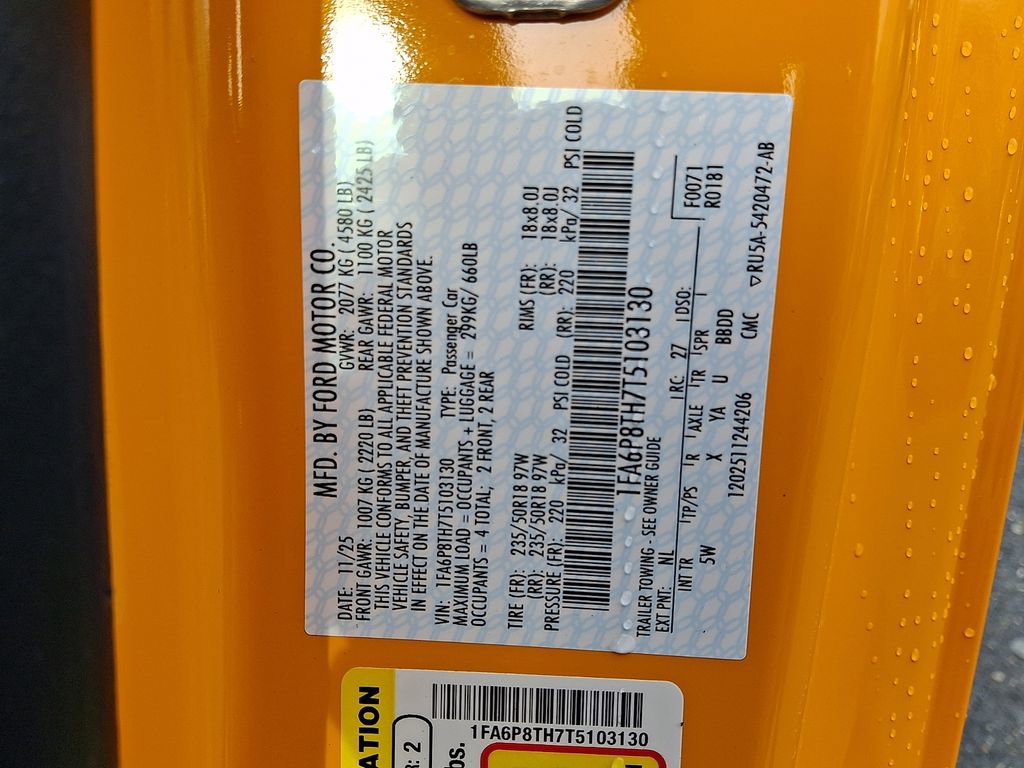 MFD. BY FORD MOTOR CO.
DATE: 11/25 GVWR: 2077 KG ( 4580 LB)
FRONT GAWR: 1007 KG ( 2220 LB) REAR GAWR: 1100 KG ( 2425 LB)
THIS VEHICLE CONFORMS TO ALL APPLICABLE FEDERAL MOTOR
VEHICLE SAFETY, BUMPER, AND THEFT PREVENTION STANDARDS
IN EFFECT ON THE DATE OF MANUFACTURE SHOWN ABOVE.
VIN: 1FA6P8TH7T5103130 TYPE: Passenger Car
MAXIMUM LOAD = OCCUPANTS + LUGGAGE = 299KG/ 660LB
OCCUPANTS = 4 TOTAL: 2 FRONT, 2 REAR
TIRE (FR): 235/50R18 97W RIMS (FR): 18x8.0J
(RR): 235/50R18 97W (RR): 18x8.0J
PRESSURE (FR): 220 kPa/ 32 PSI COLD (RR): 220 kPa/ 32 PSI COLD
1FA6P8TH7T5103130
TRAILER TOWING - SEE OWNER GUIDE
EXT PNT: NL RC: 27 DSO: F0071
INT TR TP/PS R AXLE TR SPR R0181
5W X YA U BBDD
12025111244206 CMC
RU5A-5420472-AB
ATION
R: 2
bs.
1FA6P8TH7T5103130